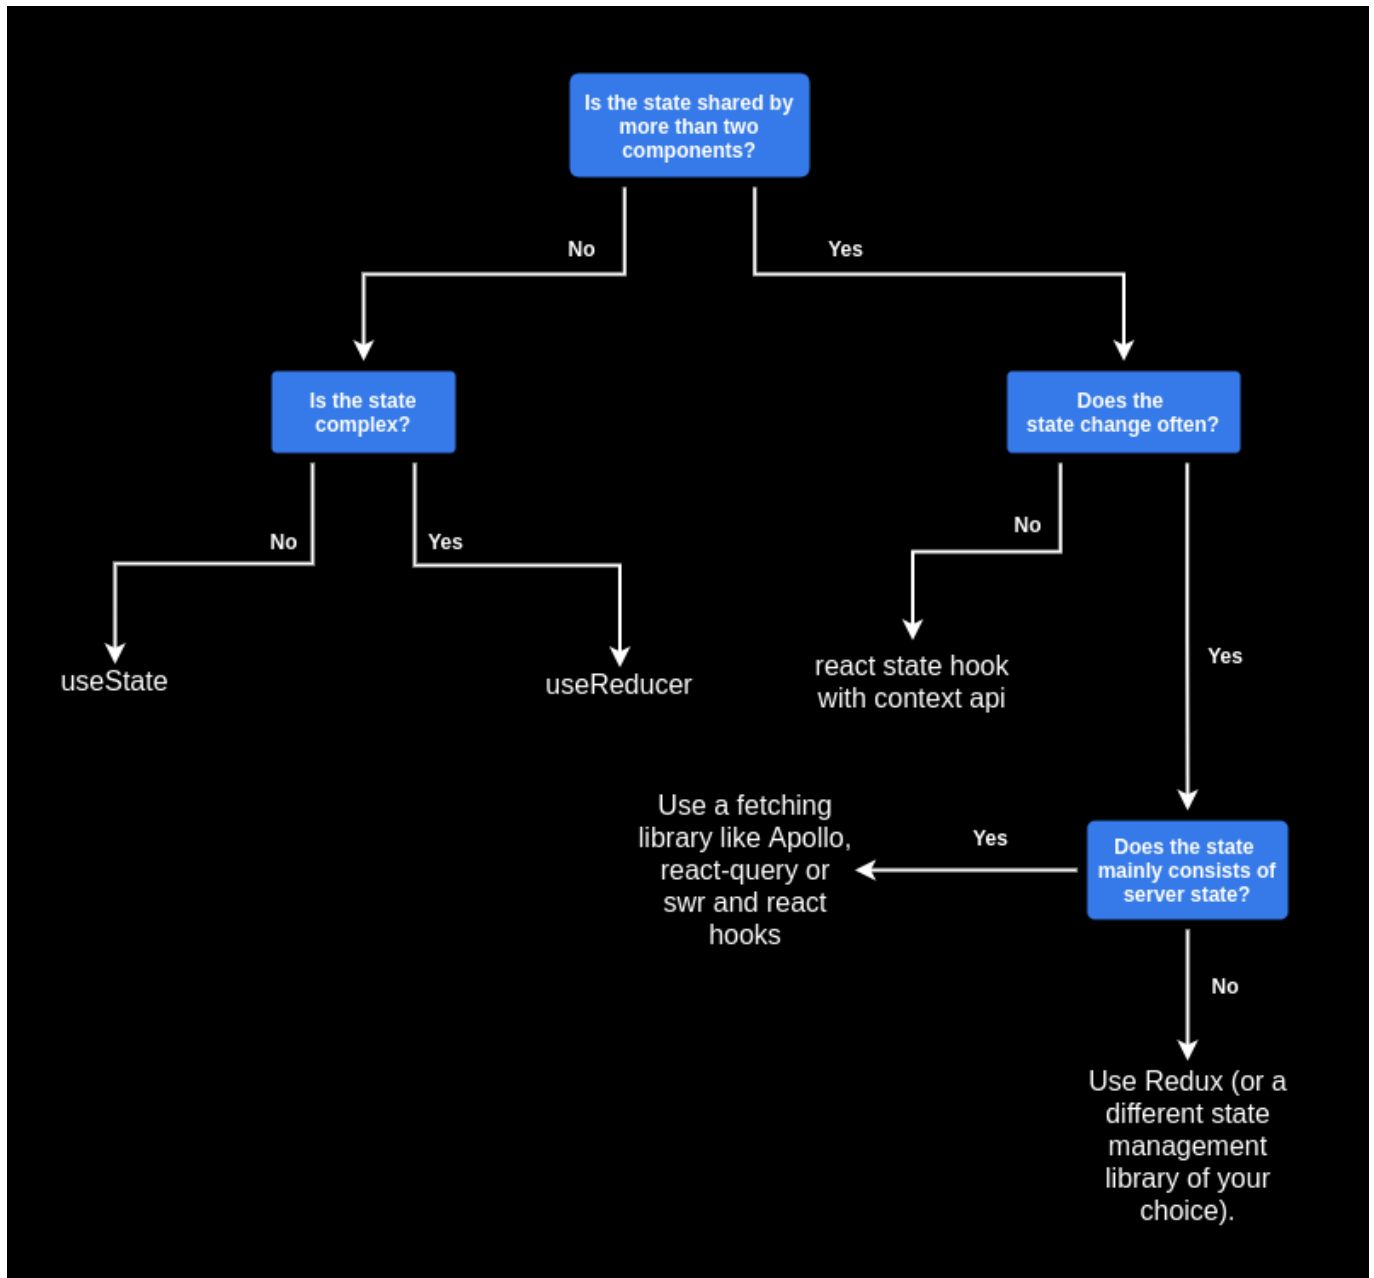 Is the state shared by
more than two
components?
No
Yes
Is the state
complex?
Does the
state change often?
No
Yes
No
Yes
useState
useReducer
react state hook
with context api
Use a fetching
library like Apollo,
react-query or
swr and react
hooks
Yes
Does the state
mainly consists of
server state?
No
Use Redux (or a
different state
management
library of your
choice).